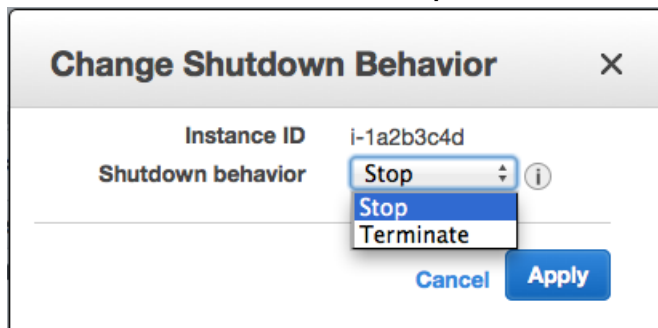 Change Shutdown Behavior ×
Instance ID i-1a2b3c4d
Shutdown behavior Stop i
Stop
Terminate
Cancel Apply